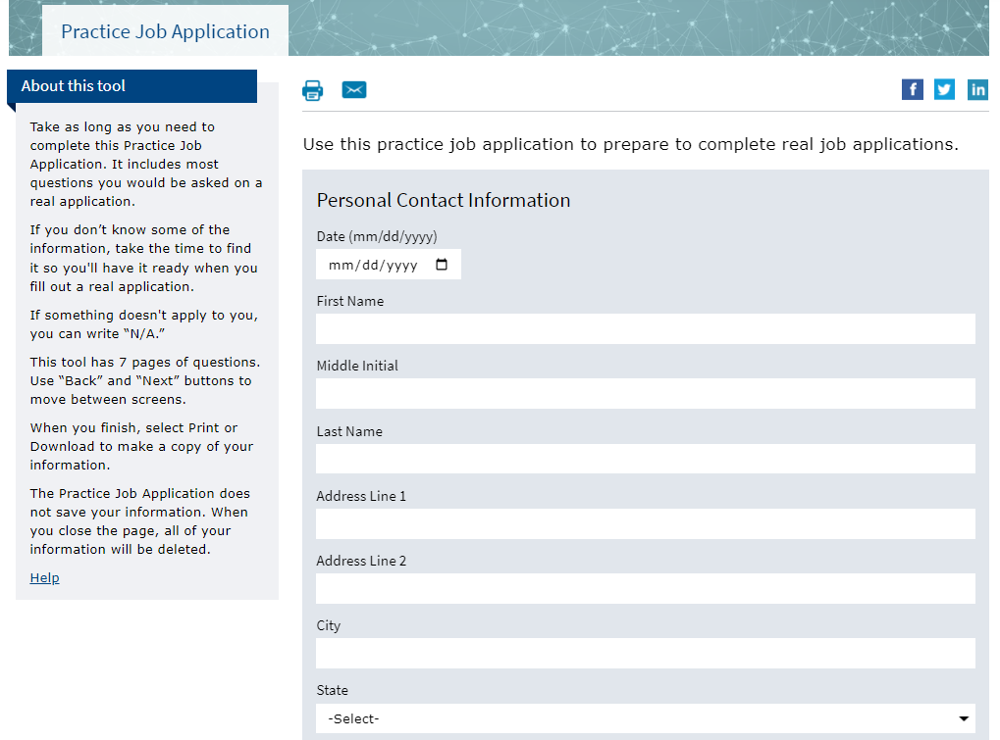 Practice Job Application
About this tool
Take as long as you need to
complete this Practice Job
Application. It includes most
questions you would be asked on a
real application.
If you don’t know some of the
information, take the time to find
it so you'll have it ready when you
fill out a real application.
If something doesn't apply to you,
you can write “N/A.”
This tool has 7 pages of questions.
Use “Back” and “Next” buttons to
move between screens.
When you finish, select Print or
Download to make a copy of your
information.
The Practice Job Application does
not save your information. When
you close the page, all of your
information will be deleted.
Help
f
in
Use this practice job application to prepare to complete real job applications.
Personal Contact Information
Date (mm/dd/yyyy)
mm/dd/yyyy
First Name
Middle Initial
Last Name
Address Line 1
Address Line 2
City
State
-Select-